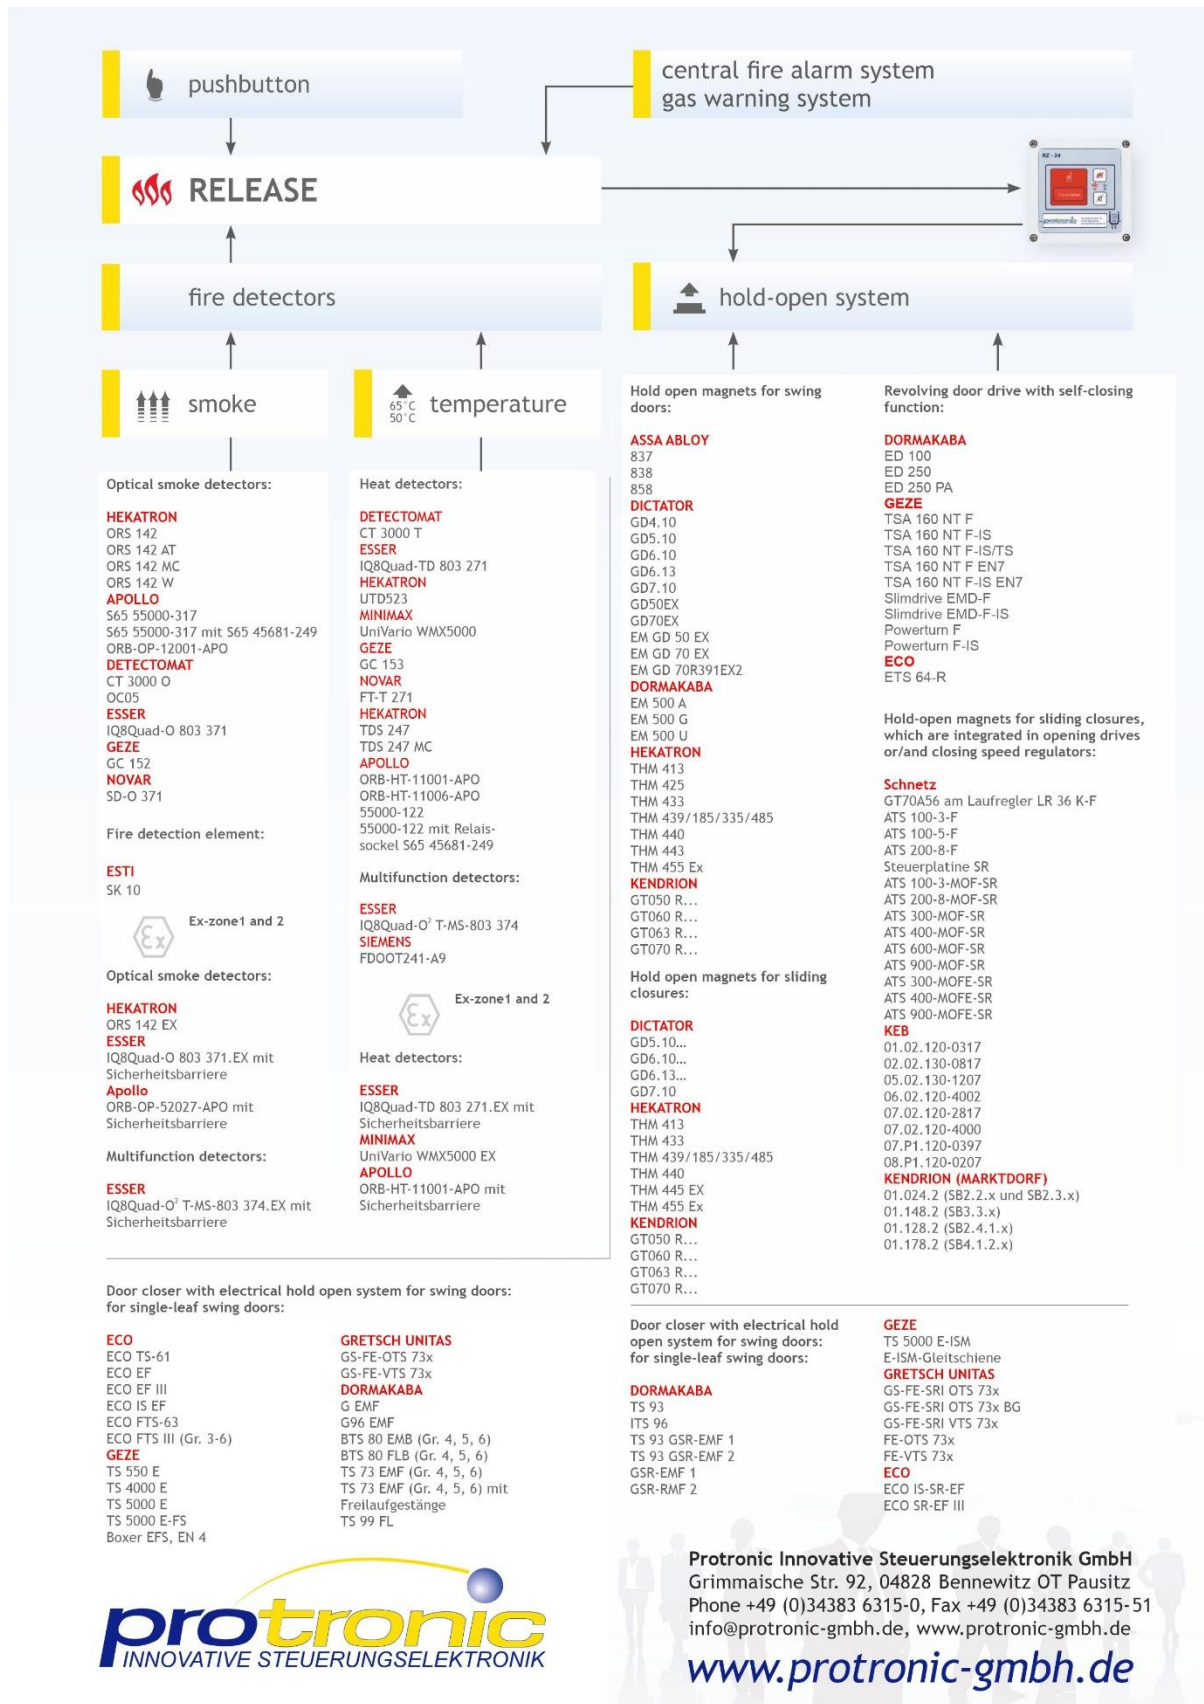 pushbutton
central fire alarm system
gas warning system
RELEASE
RZ - 24
protronic
fire detectors
hold-open system
smoke
65°C
50°C
temperature
Optical smoke detectors:
HEKATRON
ORS 142
ORS 142 AT
ORS 142 MC
ORS 142 W
APOLLO
S65 55000-317
S65 55000-317 mit S65 45681-249
ORB-OP-12001-APO
DETECTOMAT
CT 3000 O
OC05
ESSER
IQ8Quad-O 803 371
GEZE
GC 152
NOVAR
SD-O 371
Fire detection element:
ESTI
SK 10
Ex
Ex-zone1 and 2
Optical smoke detectors:
HEKATRON
ORS 142 EX
ESSER
IQ8Quad-O 803 371.EX mit
Sicherheitsbarriere
Apollo
ORB-OP-52027-APO mit
Sicherheitsbarriere
Multifunction detectors:
ESSER
IQ8Quad-O² T-MS-803 374.EX mit
Sicherheitsbarriere
Heat detectors:
DETECTOMAT
CT 3000 T
ESSER
IQ8Quad-TD 803 271
HEKATRON
UTD523
MINIMAX
UniVario WMX5000
GEZE
GC 153
NOVAR
FT-T 271
HEKATRON
TDS 247
TDS 247 MC
APOLLO
ORB-HT-11001-APO
ORB-HT-11006-APO
55000-122
55000-122 mit Relais-
sockel S65 45681-249
Multifunction detectors:
ESSER
IQ8Quad-O² T-MS-803 374
SIEMENS
FDOOT241-A9
Ex
Ex-zone1 and 2
Heat detectors:
ESSER
IQ8Quad-TD 803 271.EX mit
Sicherheitsbarriere
MINIMAX
UniVario WMX5000 EX
APOLLO
ORB-HT-11001-APO mit
Sicherheitsbarriere
Hold open magnets for swing
doors:
ASSA ABLOY
837
838
858
DICTATOR
GD4.10
GD5.10
GD6.10
GD6.13
GD7.10
GD50EX
GD70EX
EM GD 50 EX
EM GD 70 EX
EM GD 70R391EX2
DORMAKABA
EM 500 A
EM 500 G
EM 500 U
HEKATRON
THM 413
THM 425
THM 433
THM 439/185/335/485
THM 440
THM 443
THM 455 Ex
KENDRION
GT050 R...
GT060 R...
GT063 R...
GT070 R...
Hold open magnets for sliding
closures:
DICTATOR
GD5.10...
GD6.10...
GD6.13...
GD7.10
HEKATRON
THM 413
THM 433
THM 439/185/335/485
THM 440
THM 445 EX
THM 455 Ex
KENDRION
GT050 R...
GT060 R...
GT063 R...
GT070 R...
Revolving door drive with self-closing
function:
DORMAKABA
ED 100
ED 250
ED 250 PA
GEZE
TSA 160 NT F
TSA 160 NT F-IS
TSA 160 NT F-IS/TS
TSA 160 NT F EN7
TSA 160 NT F-IS EN7
Slimdrive EMD-F
Slimdrive EMD-F-IS
Powerturn F
Powerturn F-IS
ECO
ETS 64-R
Hold-open magnets for sliding closures,
which are integrated in opening drives
or/and closing speed regulators:
Schnetz
GT70A56 am Laufregler LR 36 K-F
ATS 100-3-F
ATS 100-5-F
ATS 200-8-F
Steuerplatine SR
ATS 100-3-MOF-SR
ATS 200-8-MOF-SR
ATS 300-MOF-SR
ATS 400-MOF-SR
ATS 600-MOF-SR
ATS 900-MOF-SR
ATS 300-MOFE-SR
ATS 400-MOFE-SR
ATS 900-MOFE-SR
KEB
01.02.120-0317
02.02.130-0817
05.02.130-1207
06.02.120-4002
07.02.120-2817
07.02.120-4000
07.P1.120-0397
08.P1.120-0207
KENDRION (MARKTDORF)
01.024.2 (SB2.2.x und SB2.3.x)
01.148.2 (SB3.3.x)
01.128.2 (SB2.4.1.x)
01.178.2 (SB4.1.2.x)
Door closer with electrical hold open system for swing doors:
for single-leaf swing doors:
ECO
ECO TS-61
ECO EF
ECO EF III
ECO IS EF
ECO FTS-63
ECO FTS III (Gr. 3-6)
GEZE
TS 550 E
TS 4000 E
TS 5000 E
TS 5000 E-FS
Boxer EFS, EN 4
GRETSCH UNITAS
GS-FE-OTS 73x
GS-FE-VTS 73x
DORMAKABA
G EMF
G96 EMF
BTS 80 EMB (Gr. 4, 5, 6)
BTS 80 FLB (Gr. 4, 5, 6)
TS 73 EMF (Gr. 4, 5, 6)
TS 73 EMF (Gr. 4, 5, 6) mit
Freilaufgestänge
TS 99 FL
Door closer with electrical hold
open system for swing doors:
for single-leaf swing doors:
DORMAKABA
TS 93
ITS 96
TS 93 GSR-EMF 1
TS 93 GSR-EMF 2
GSR-EMF 1
GSR-RMF 2
GEZE
TS 5000 E-ISM
E-ISM-Gleitschiene
GRETSCH UNITAS
GS-FE-SRI OTS 73x
GS-FE-SRI OTS 73x BG
GS-FE-SRI VTS 73x
FE-OTS 73x
FE-VTS 73x
ECO
ECO IS-SR-EF
ECO SR-EF III
protronic
INNOVATIVE STEUERUNGSELEKTRONIK
Protronic Innovative Steuerungselektronik GmbH
Grimmaische Str. 92, 04828 Bennewitz OT Pausitz
Phone +49 (0)34383 6315-0, Fax +49 (0)34383 6315-51
info@protronic-gmbh.de, www.protronic-gmbh.de
www.protronic-gmbh.de